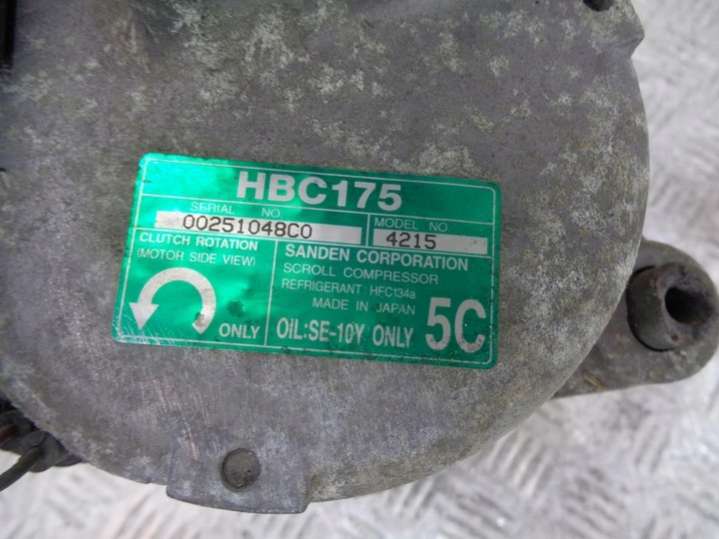 HBC175
SERIAL NO
00251048C0
MODEL NO
4215
CLUTCH ROTATION
(MOTOR SIDE VIEW)
ONLY
SANDEN CORPORATION
SCROLL COMPRESSOR
REFRIGERANT: HFC134a
MADE IN JAPAN
OIL:SE-10Y ONLY
5C